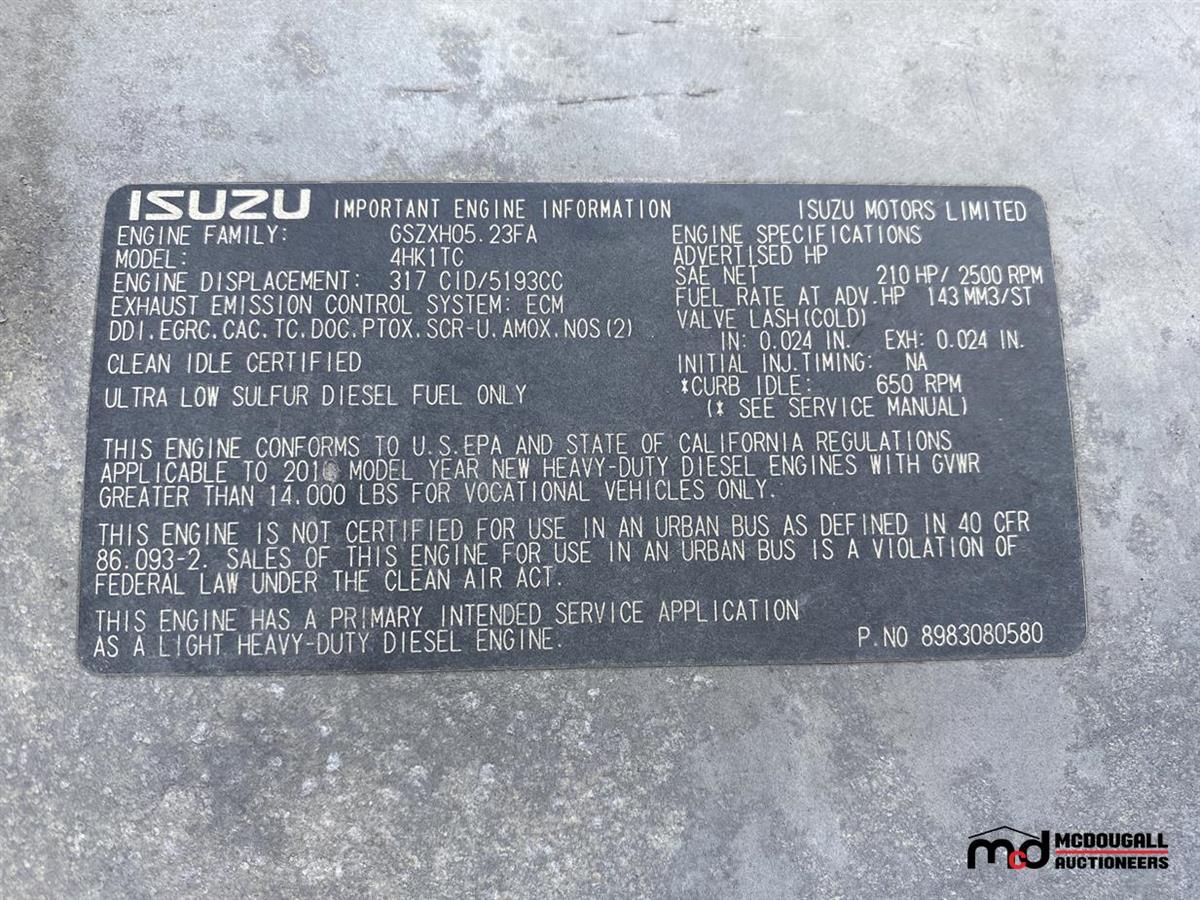 ISUZU IMPORTANT ENGINE INFORMATION ISUZU MOTORS LIMITED
ENGINE FAMILY: GSZXH05.23FA
MODEL: 4HK1TC
ENGINE DISPLACEMENT: 317 CID/5193CC
EXHAUST EMISSION CONTROL SYSTEM: ECM
DDI.EGRC.CAC.TC.DOC.PTOX.SCR-U.AMOX.NOS(2)
CLEAN IDLE CERTIFIED
ULTRA LOW SULFUR DIESEL FUEL ONLY
ENGINE SPECIFICATIONS
ADVERTISED HP
SAE NET 210 HP/ 2500 RPM
FUEL RATE AT ADV.HP 143 MM3/ST
VALVE LASH(COLD)
IN: 0.024 IN. EXH: 0.024 IN.
INITIAL INJ.TIMING: NA
*CURB IDLE: 650 RPM
(* SEE SERVICE MANUAL)
THIS ENGINE CONFORMS TO U.S.EPA AND STATE OF CALIFORNIA REGULATIONS
APPLICABLE TO MODEL YEAR NEW HEAVY-DUTY DIESEL ENGINES WITH GVWR
GREATER THAN 14.000 LBS FOR VOCATIONAL VEHICLES ONLY.
THIS ENGINE IS NOT CERTIFIED FOR USE IN AN URBAN BUS AS DEFINED IN 40 CFR
86.093-2. SALES OF THIS ENGINE FOR USE IN AN URBAN BUS IS A VIOLATION OF
FEDERAL LAW UNDER THE CLEAN AIR ACT.
THIS ENGINE HAS A PRIMARY INTENDED SERVICE APPLICATION
AS A LIGHT HEAVY-DUTY DIESEL ENGINE.
P.NO 8983080580
mcd MCDOUGALL
AUCTIONEERS